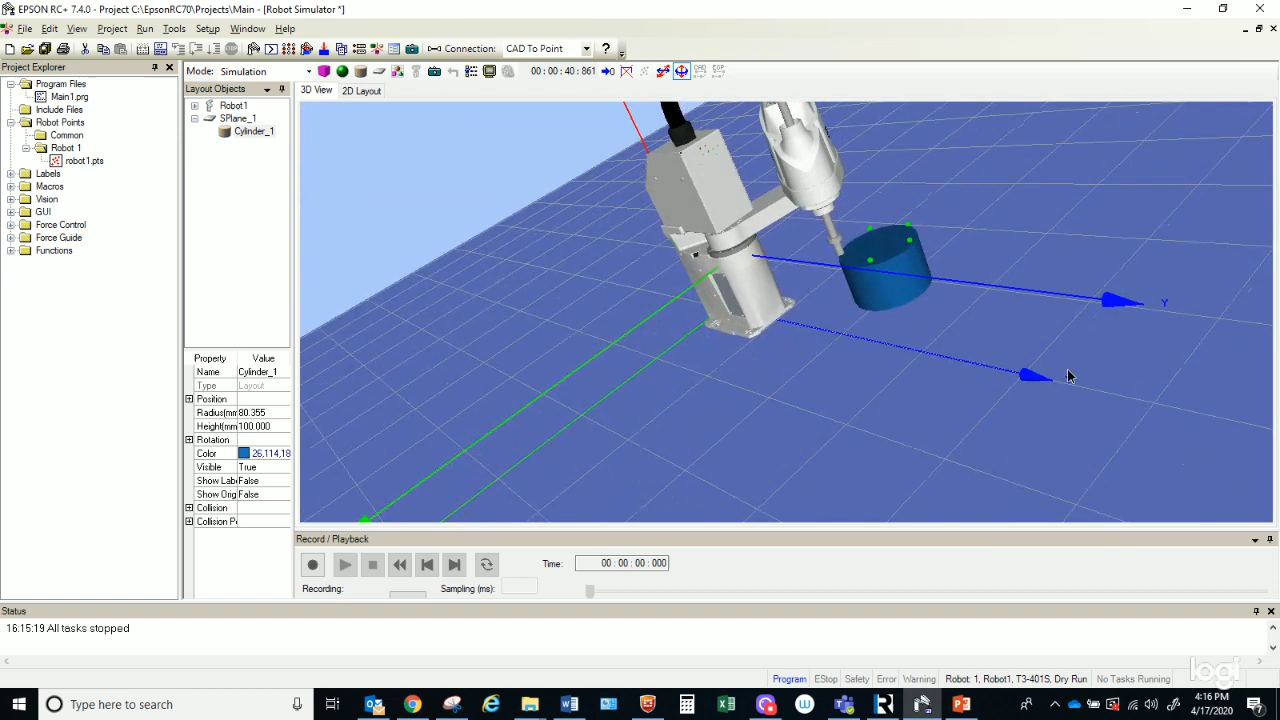 EPSON RC+ 7.4.0 - Project C:\EpsonRC70\Projects\Main - [Robot Simulator *]
File Edit View Project Run Tools Setup Window Help
Connection: CAD To Point
Project Explorer
Program Files
Main1.prg
Include Files
Robot Points
Common
Robot 1
robot1.pts
Labels
Macros
Vision
GUI
Force Control
Force Guide
Functions
Mode: Simulation
00 : 00 : 40 : 861
Layout Objects
Robot1
SPlane_1
Cylinder_1
3D View 2D Layout
Y
Property Value
Name Cylinder_1
Type Layout
Position
Radius(mm 80.355
Height(mm 100.000
Rotation
Color 26,114,18
Visible True
Show Labe False
Show Orig False
Collision
Collision Pe
Record / Playback
Time: 00 : 00 : 00 : 000
Recording: Sampling (ms):
Status
16:15:19 All tasks stopped
logi
Program EStop Safety Error Warning Robot: 1, Robot1, T3-401S, Dry Run No Tasks Running
Type here to search
4:16 PM
4/17/2020